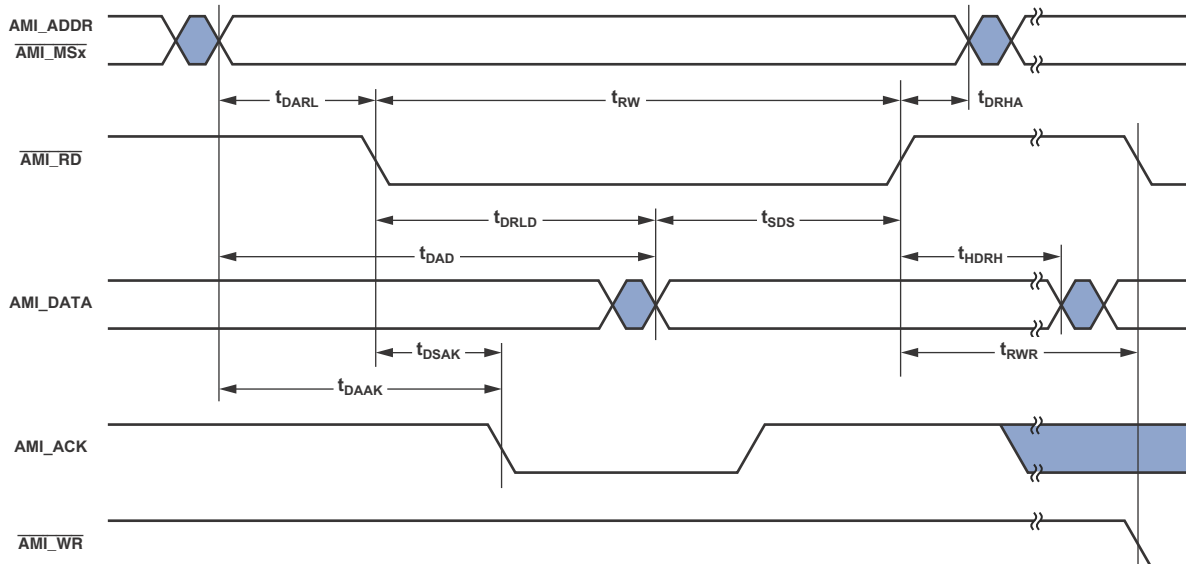 AMI_ADDR
AMI_MSx
tDARL
tRW
tDRHA
AMI_RD
tDRLD
tSDS
tDAD
tHDRH
AMI_DATA
tDSAK
tRWR
tDAAK
AMI_ACK
AMI_WR